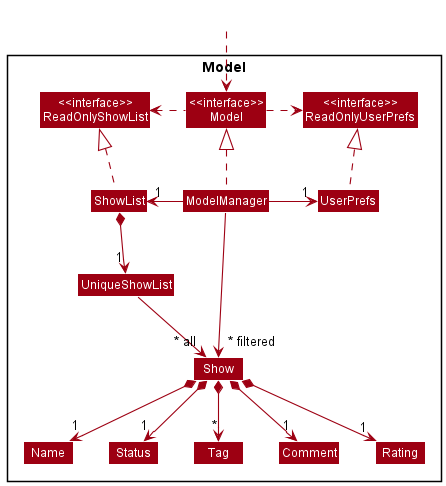 Model
<<interface>>
ReadOnlyShowList
<<interface>>
Model
<<interface>>
ReadOnlyUserPrefs
ShowList
1
ModelManager
1
UserPrefs
1
UniqueShowList
* all
* filtered
Show
1
1
*
1
1
Name
Status
Tag
Comment
Rating